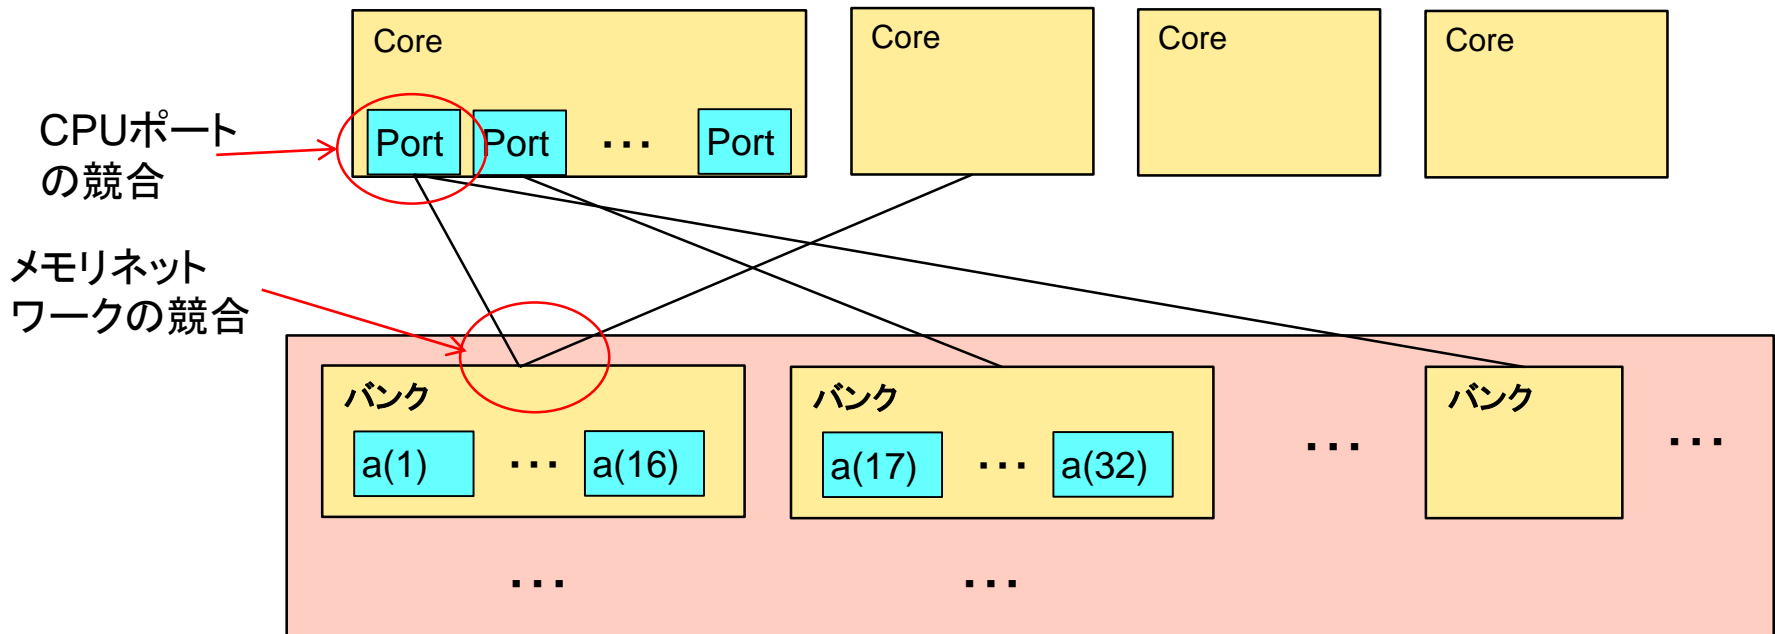 Core
Core
Core
Core
CPUポート
の競合
Port
Port
・・・
Port
メモリネット
ワークの競合
バンク
a(1)
・・・
a(16)
バンク
a(17)
・・・
a(32)
・・・
バンク
・・・
・・・
・・・